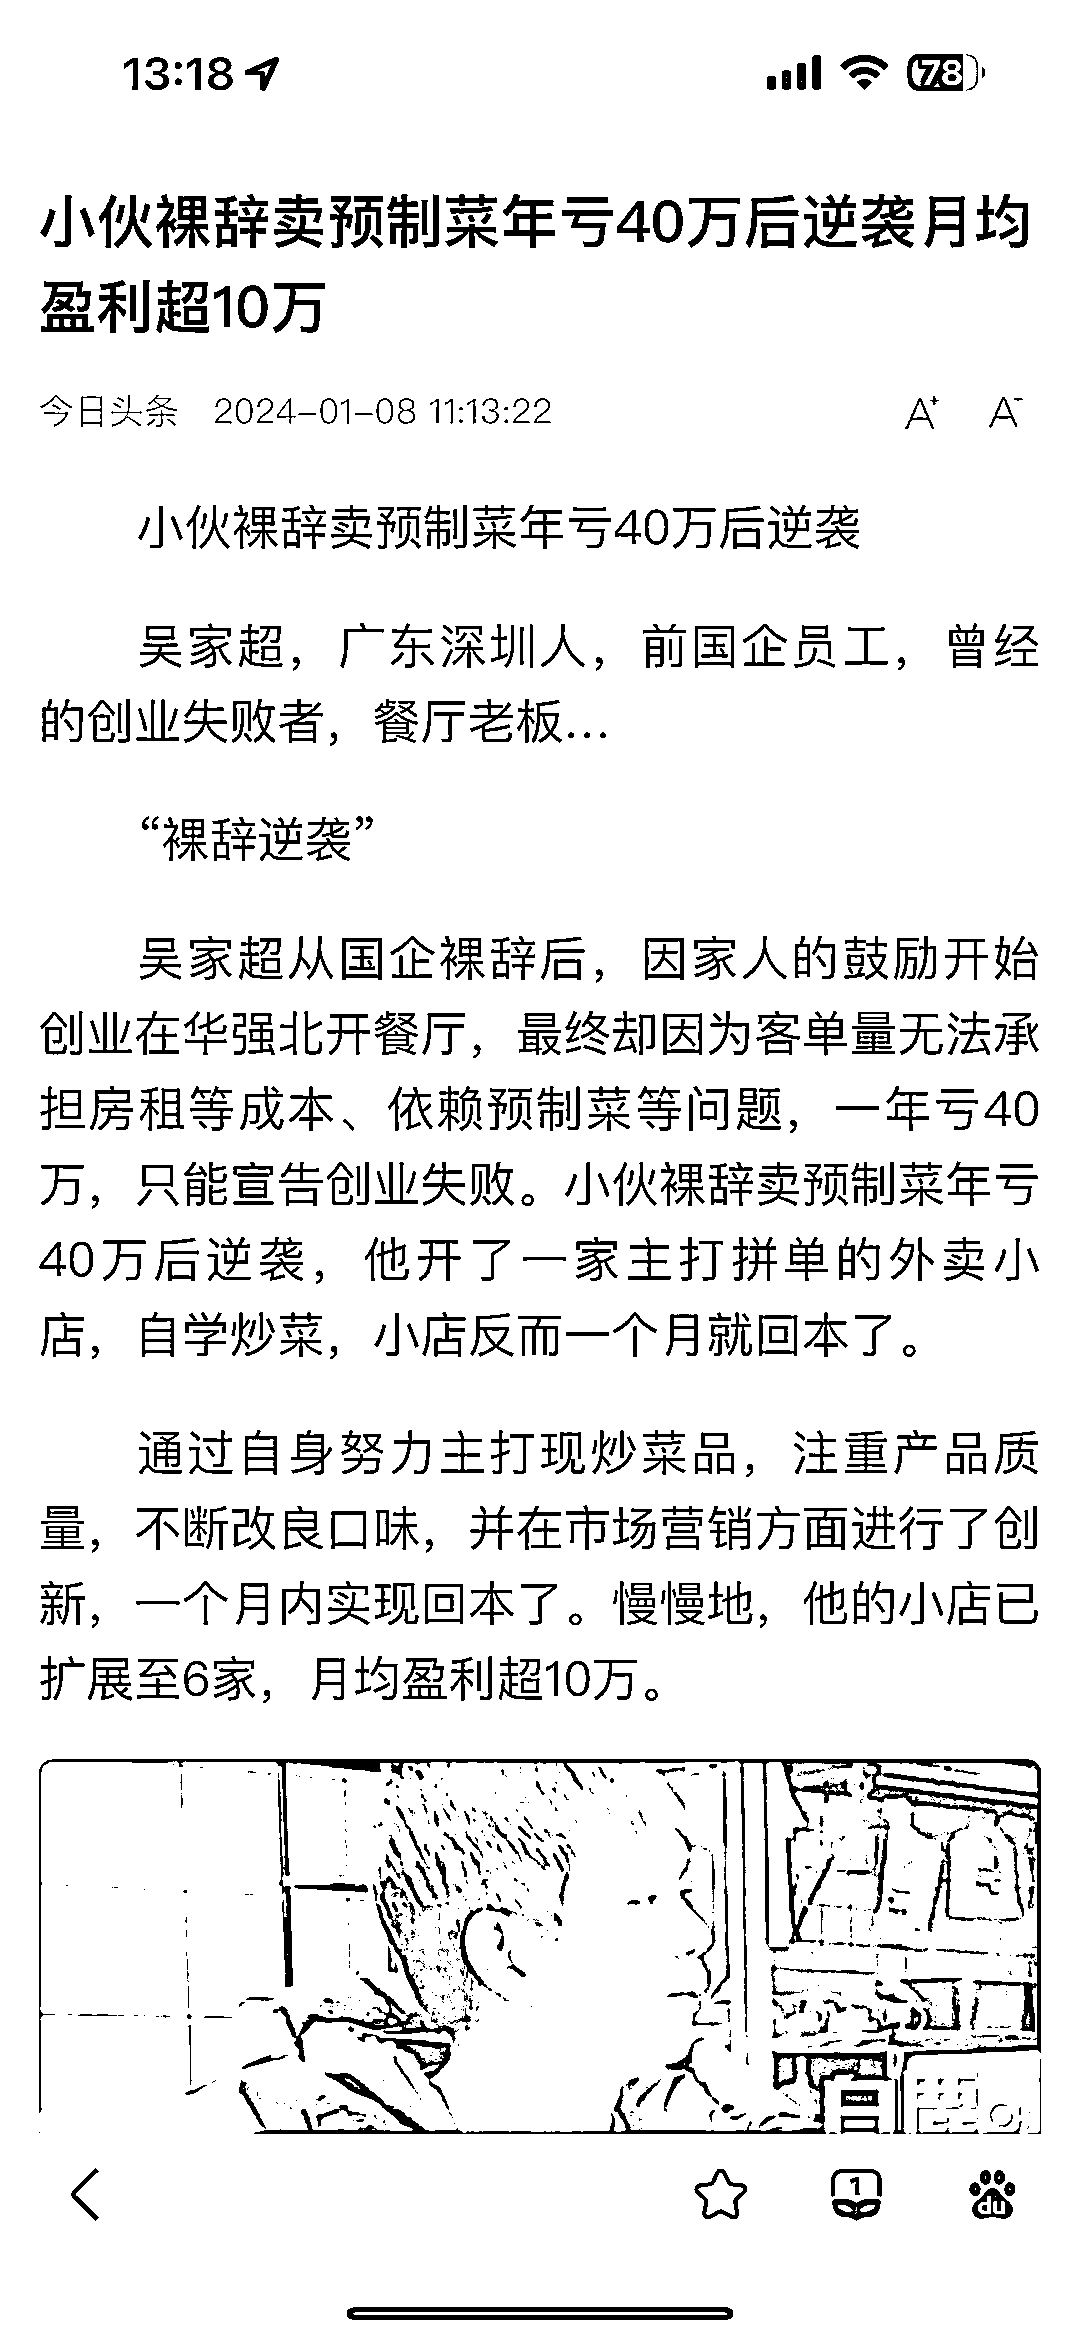 13:18
78
小伙裸辞卖预制菜年亏40万后逆袭月均
盈利超10万
今日头条 2024-01-08 11:13:22 A+ A-
小伙裸辞卖预制菜年亏40万后逆袭
吴家超，广东深圳人，前国企员工，曾经
的创业失败者，餐厅老板...
“裸辞逆袭”
吴家超从国企裸辞后，因家人的鼓励开始
创业在华强北开餐厅，最终却因为客单量无法承
担房租等成本、依赖预制菜等问题，一年亏40
万，只能宣告创业失败。小伙裸辞卖预制菜年亏
40万后逆袭，他开了一家主打拼单的外卖小
店，自学炒菜，小店反而一个月就回本了。
通过自身努力主打现炒菜品，注重产品质
量，不断改良口味，并在市场营销方面进行了创
新，一个月内实现回本了。慢慢地，他的小店已
扩展至6家，月均盈利超10万。
1
du